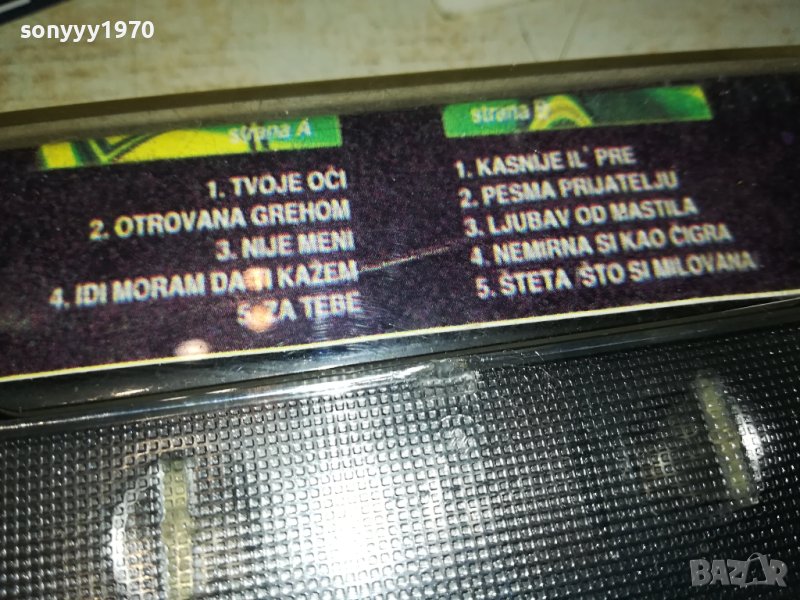 sonyyy1970
strana A
1. TVOJE OČI
2. OTROVANA GREHOM
3. NIJE MENI
4. IDI MORAM DA TI KAŽEM
5. ZA TEBE
strana B
1. KASNIJE IL' PRE
2. PESMA PRIJATELJU
3. LJUBAV OD MASTILA
4. NEMIRNA SI KAO ČIGRA
5. ŠTETA ŠTO SI MILOVANA
BAZAR